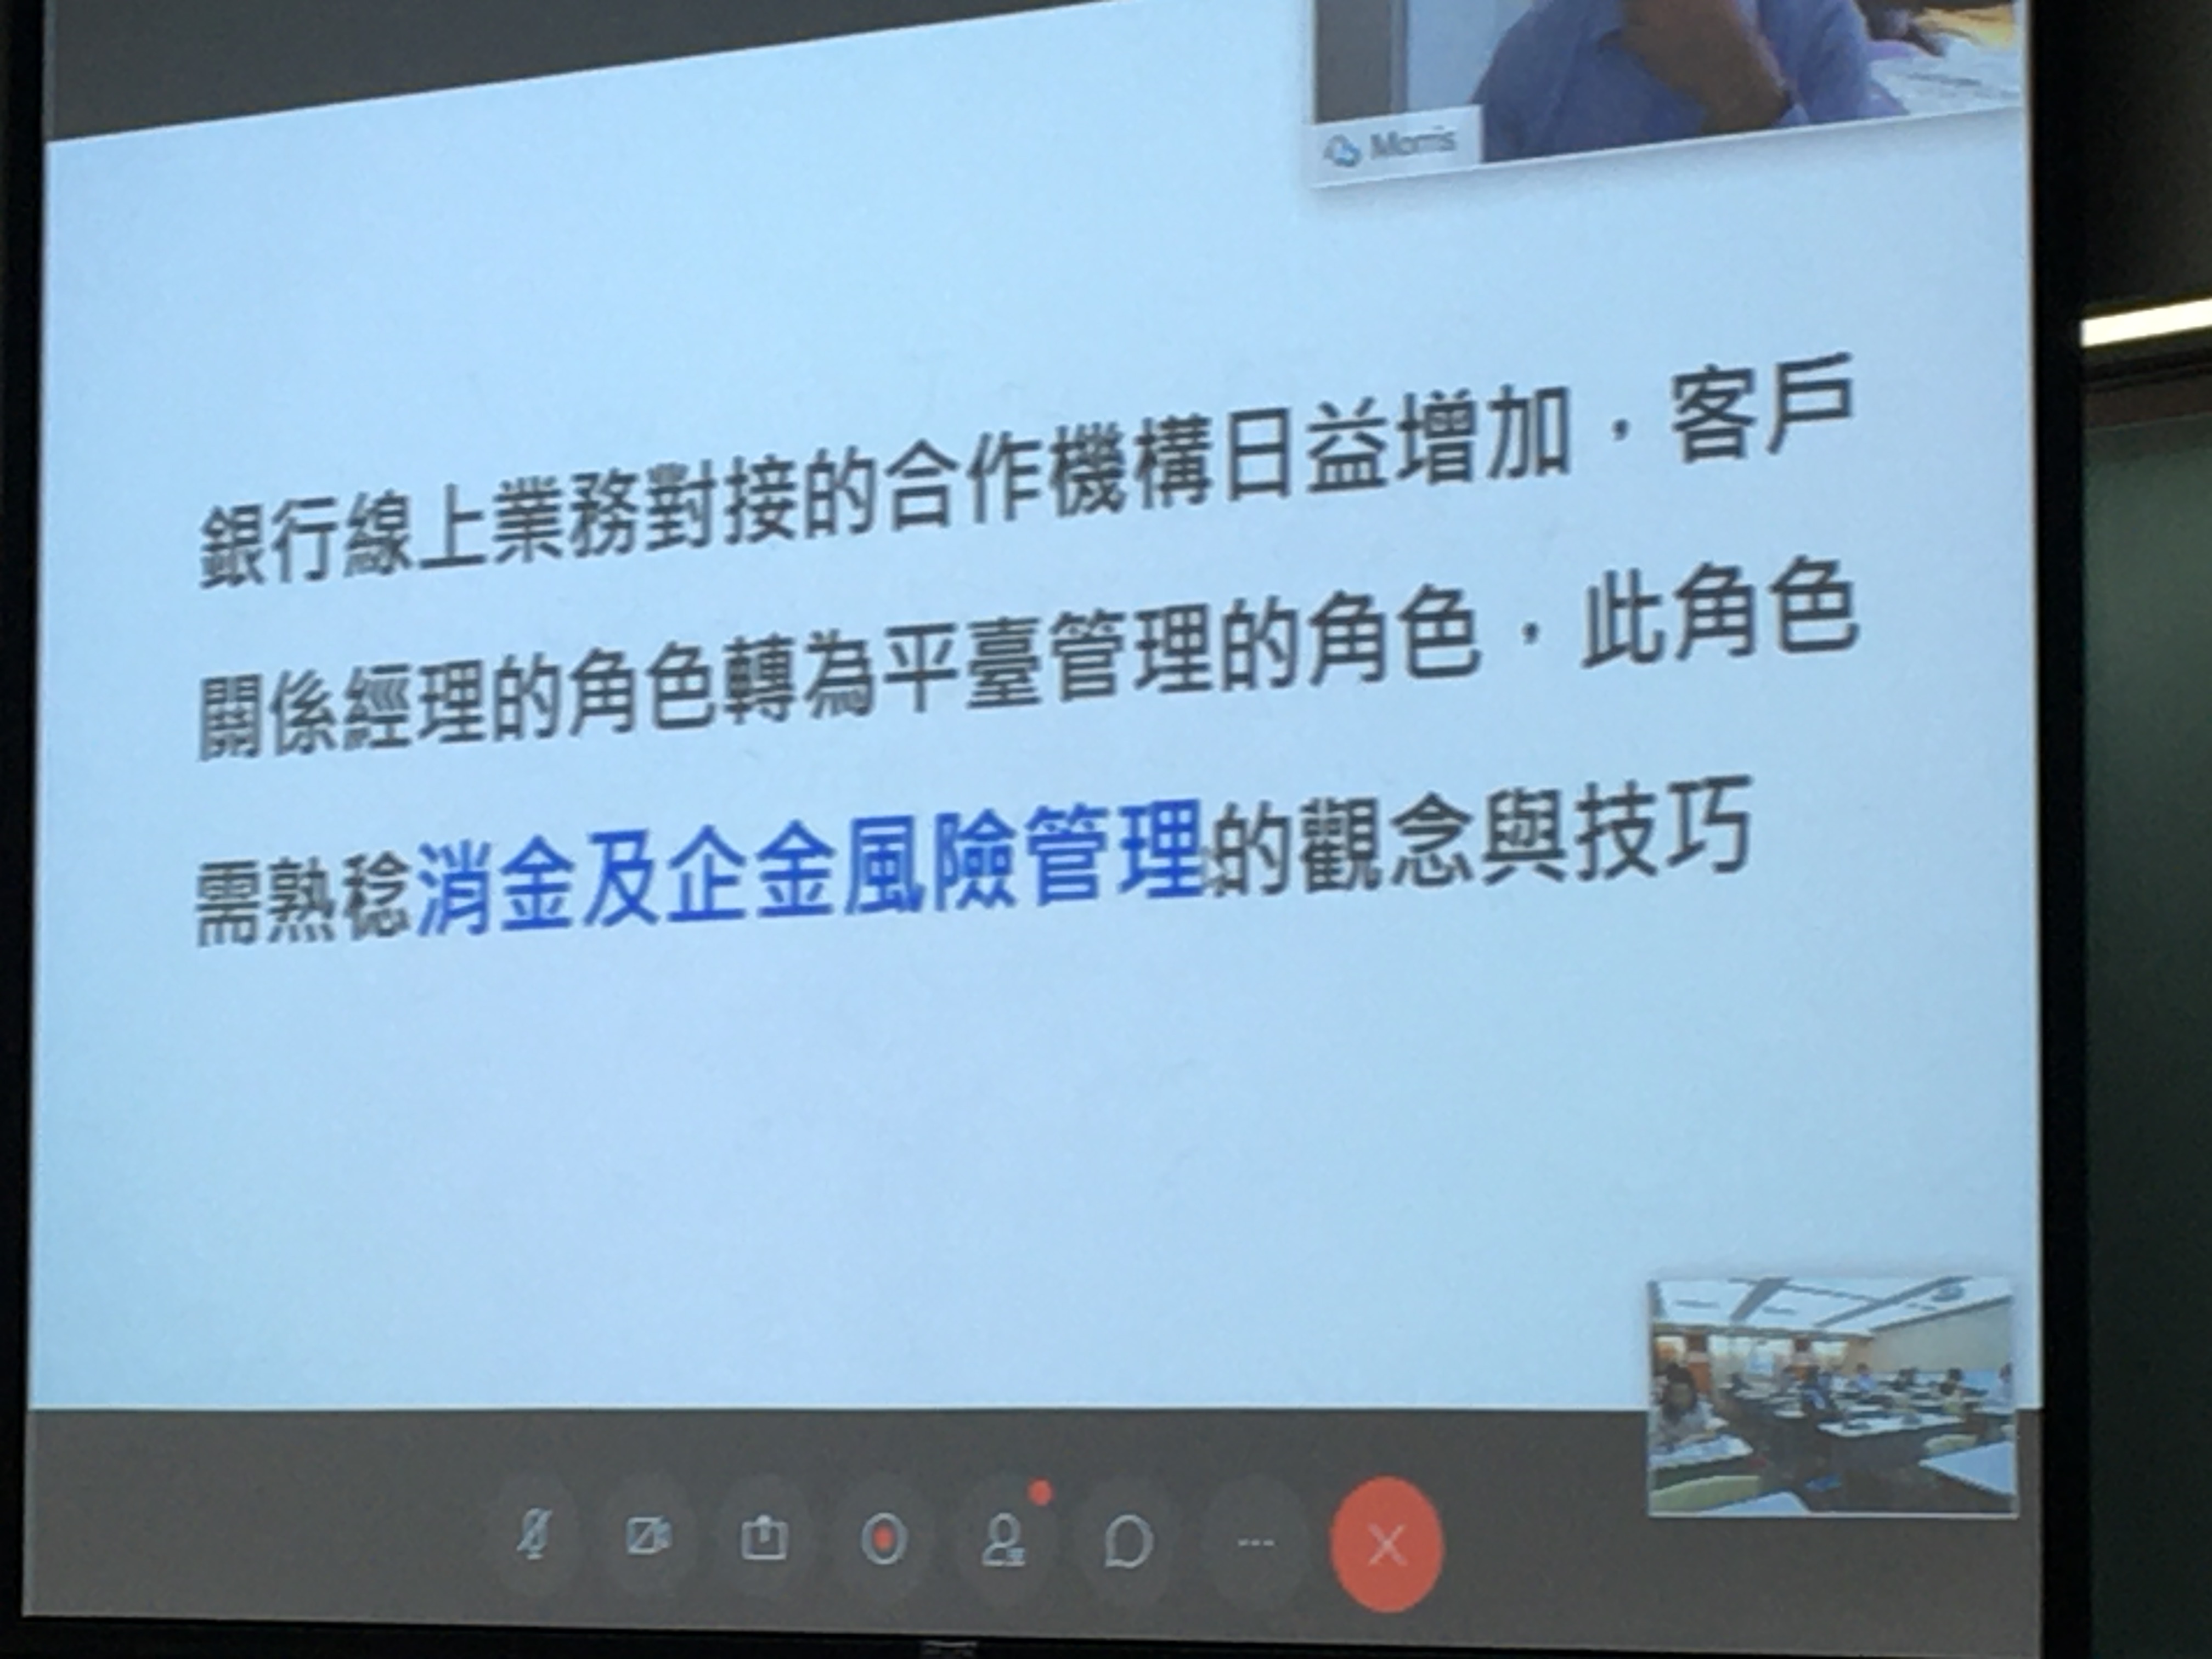 Morris
銀行線上業務對接的合作機構日益增加，客戶
關係經理的角色轉為平臺管理的角色，此角色
需熟稔消金及企金風險管理的觀念與技巧